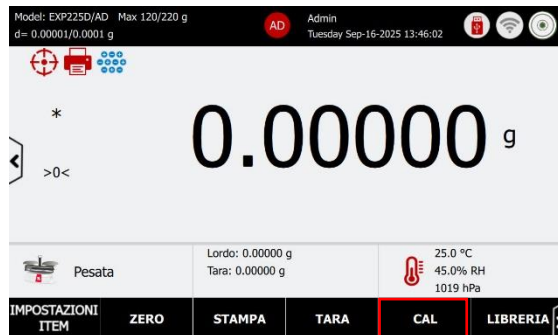 Model: EXP225D/AD Max 120/220 g
d= 0.00001/0.0001 g
AD
Admin
Tuesday Sep-16-2025 13:46:02
*
>0<
0.00000 g
Pesata
Lordo: 0.00000 g
Tara: 0.00000 g
25.0 °C
45.0% RH
1019 hPa
IMPOSTAZIONI
ITEM
ZERO
STAMPA
TARA
CAL
LIBRERIA